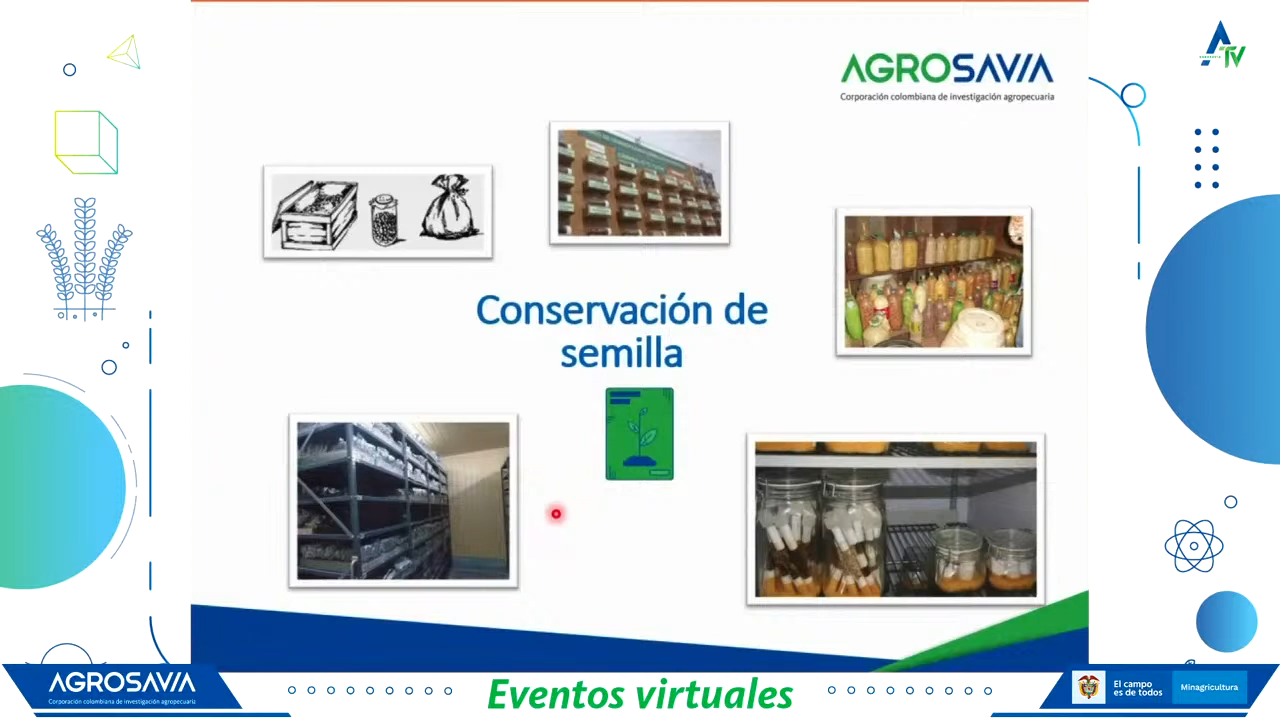 AGROSAVIA
Corporación colombiana de investigación agropecuaria
ATV
Conservación de
semilla
AGROSAVIA
Corporación colombiana de investigación agropecuaria
Eventos virtuales
El campo
es de todos
Minagricultura